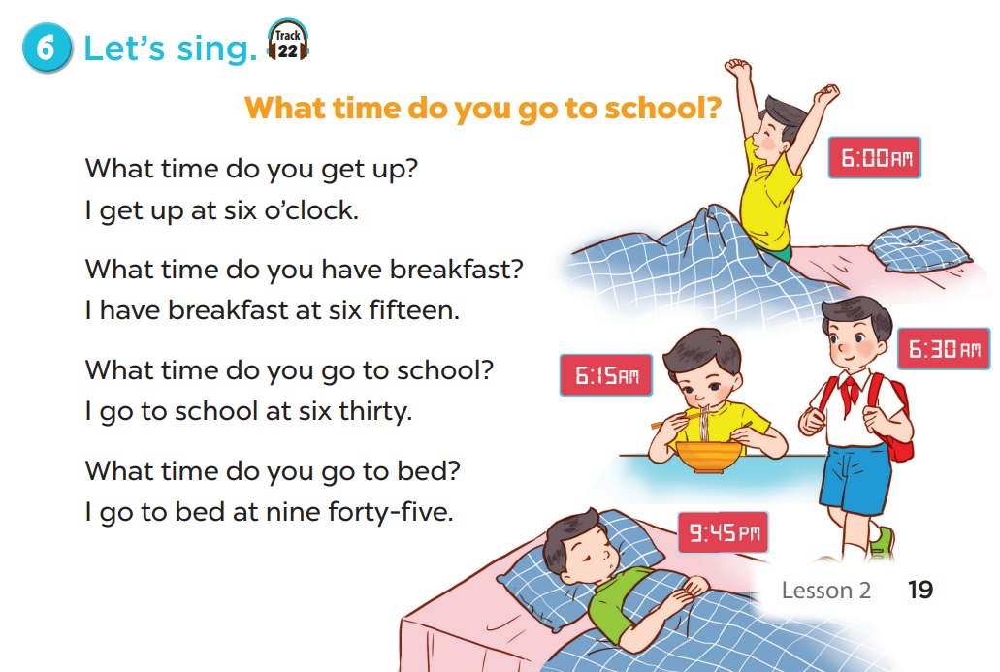 6 Let's sing. Track 22
What time do you go to school?
What time do you get up?
I get up at six o'clock.
6:00AM
What time do you have breakfast?
I have breakfast at six fifteen.
6:15AM
6:30AM
What time do you go to school?
I go to school at six thirty.
What time do you go to bed?
I go to bed at nine forty-five.
9:45PM
Lesson 2 19